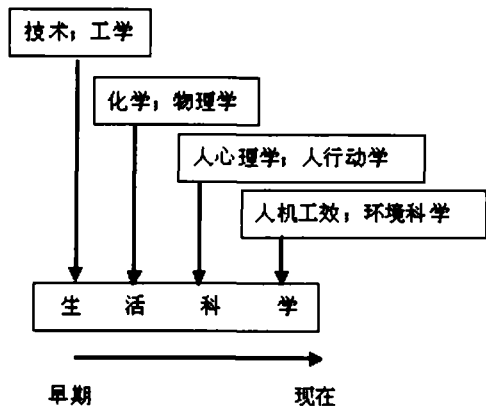 技术；工学
化学；物理学
人心理学；人行动学
人机工效；环境科学
生 活 科 学
早期 现在